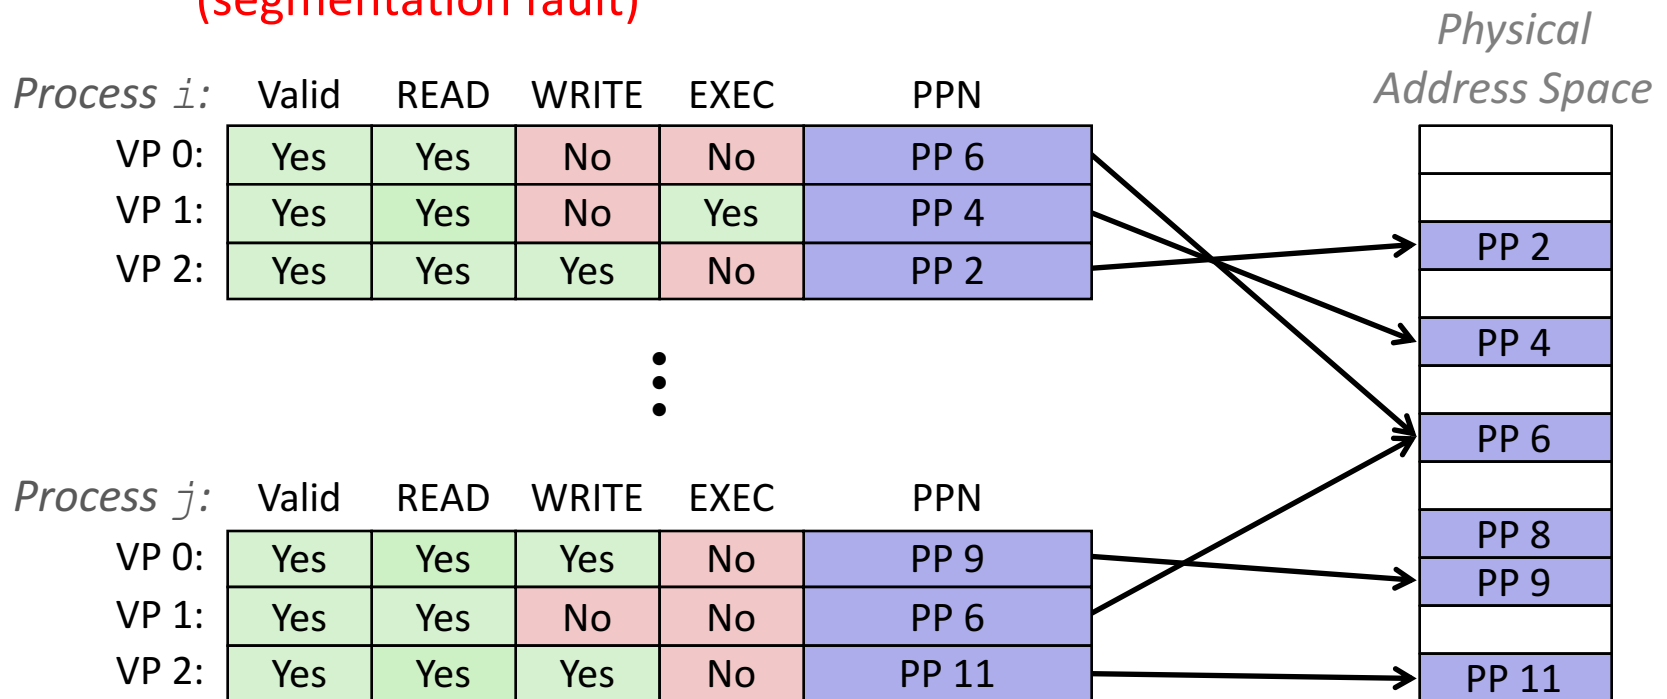 (segmentation fault)
Physical
Address Space
Process i: Valid READ WRITE EXEC PPN
VP 0: Yes Yes No No PP 6
VP 1: Yes Yes No Yes PP 4
VP 2: Yes Yes Yes No PP 2
PP 2
PP 4
PP 6
PP 8
PP 9
PP 11
Process j: Valid READ WRITE EXEC PPN
VP 0: Yes Yes Yes No PP 9
VP 1: Yes Yes No No PP 6
VP 2: Yes Yes Yes No PP 11